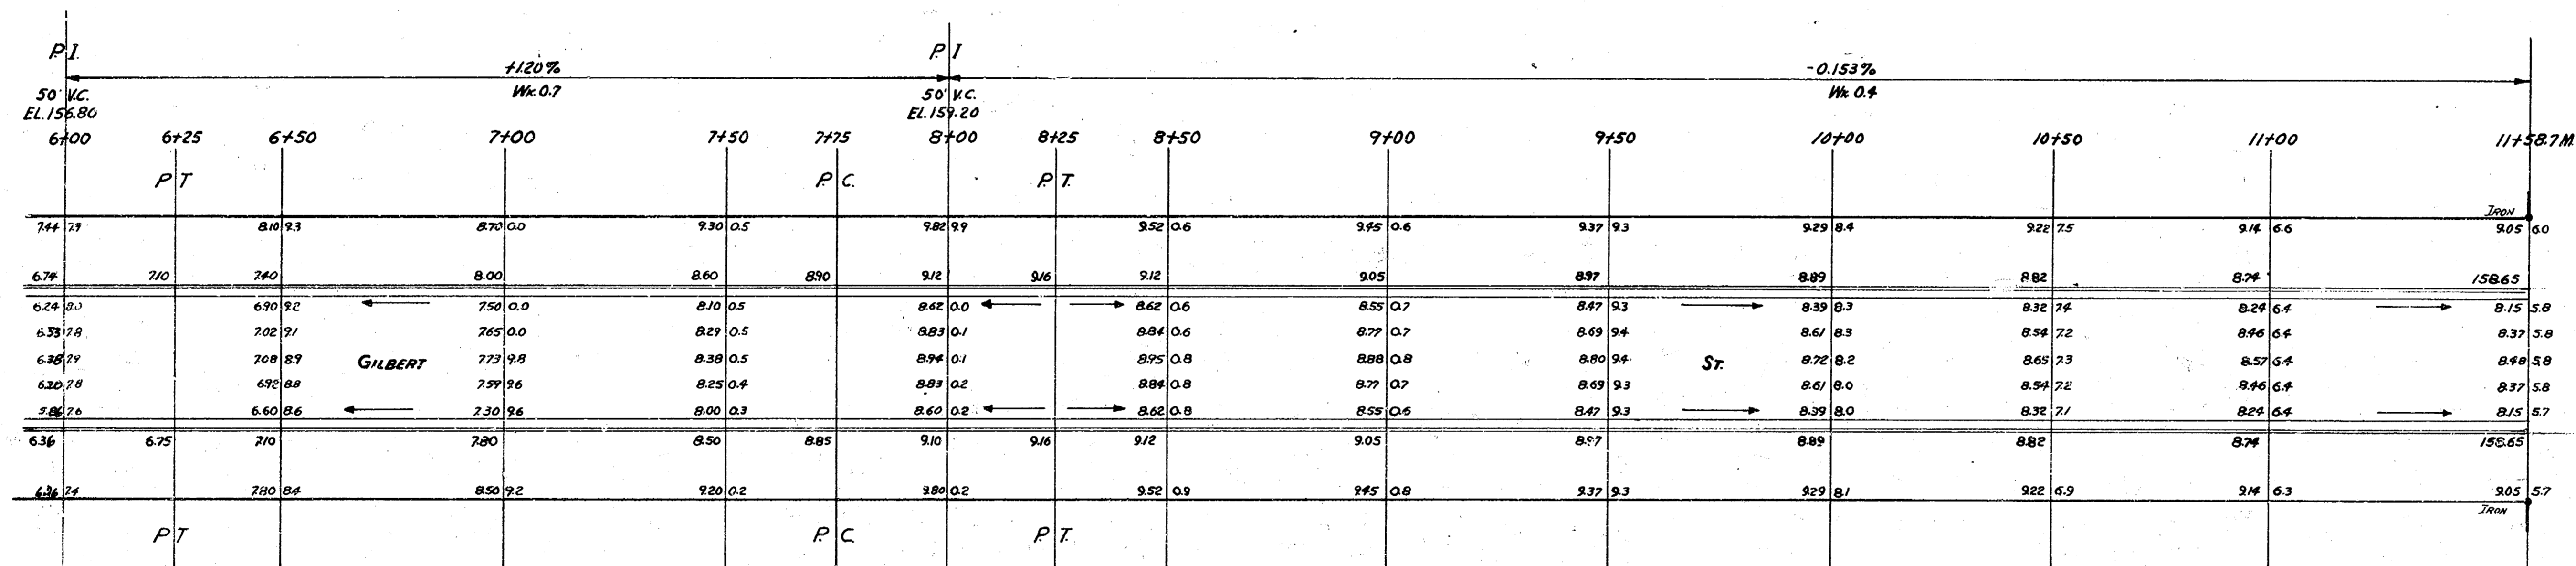 P.I. P.I
+1.20% -0.153%
50' V.C. Wk. 0.7 50' V.C. Wk 0.4
EL. 156.80 EL. 159.20
6+00 6+25 6+50 7+00 7+50 7+75 8+00 8+25 8+50 9+00 9+50 10+00 10+50 11+00 11+58.7 M.
P T P. C. P. T.
IRON
7.44 7.9 8.10 9.3 8.70 0.0 9.30 0.5 9.82 9.9 9.52 0.6 9.45 0.6 9.37 9.3 9.29 8.4 9.22 7.5 9.14 6.6 9.05 6.0
6.74 7.10 7.40 8.00 8.60 8.90 9.12 9.16 9.12 9.05 8.97 8.89 8.82 8.74 158.65
6.24 8.0 6.90 9.2 7.50 0.0 8.10 0.5 8.62 0.0 8.62 0.6 8.55 0.7 8.47 9.3 8.39 8.3 8.32 7.4 8.24 6.4 8.15 5.8
6.53 7.8 7.02 9.1 7.65 0.0 8.29 0.5 8.83 0.1 8.84 0.6 8.77 0.7 8.69 9.4 8.61 8.3 8.54 7.2 8.46 6.4 8.37 5.8
6.38 7.9 7.08 8.9 GILBERT 7.73 9.8 8.38 0.5 8.94 0.1 8.95 0.8 8.88 0.8 8.80 9.4 ST. 8.72 8.2 8.65 7.3 8.57 6.4 8.48 5.8
6.20 7.8 6.92 8.8 7.59 9.6 8.25 0.4 8.83 0.2 8.84 0.8 8.77 0.7 8.69 9.3 8.61 8.0 8.54 7.2 8.46 6.4 8.37 5.8
5.86 7.6 6.60 8.6 7.30 9.6 8.00 0.3 8.60 0.2 8.62 0.8 8.55 0.6 8.47 9.3 8.39 8.0 8.32 7.1 8.24 6.4 8.15 5.7
6.36 6.75 7.10 7.80 8.50 8.85 9.10 9.16 9.12 9.05 8.97 8.89 8.82 8.74 158.65
7.4 7.80 8.4 8.50 9.2 9.20 0.2 9.80 0.2 9.52 0.9 9.45 0.8 9.37 9.3 9.29 8.1 9.22 6.9 9.14 6.3 9.05 5.7
IRON
P T P. C. P. T.